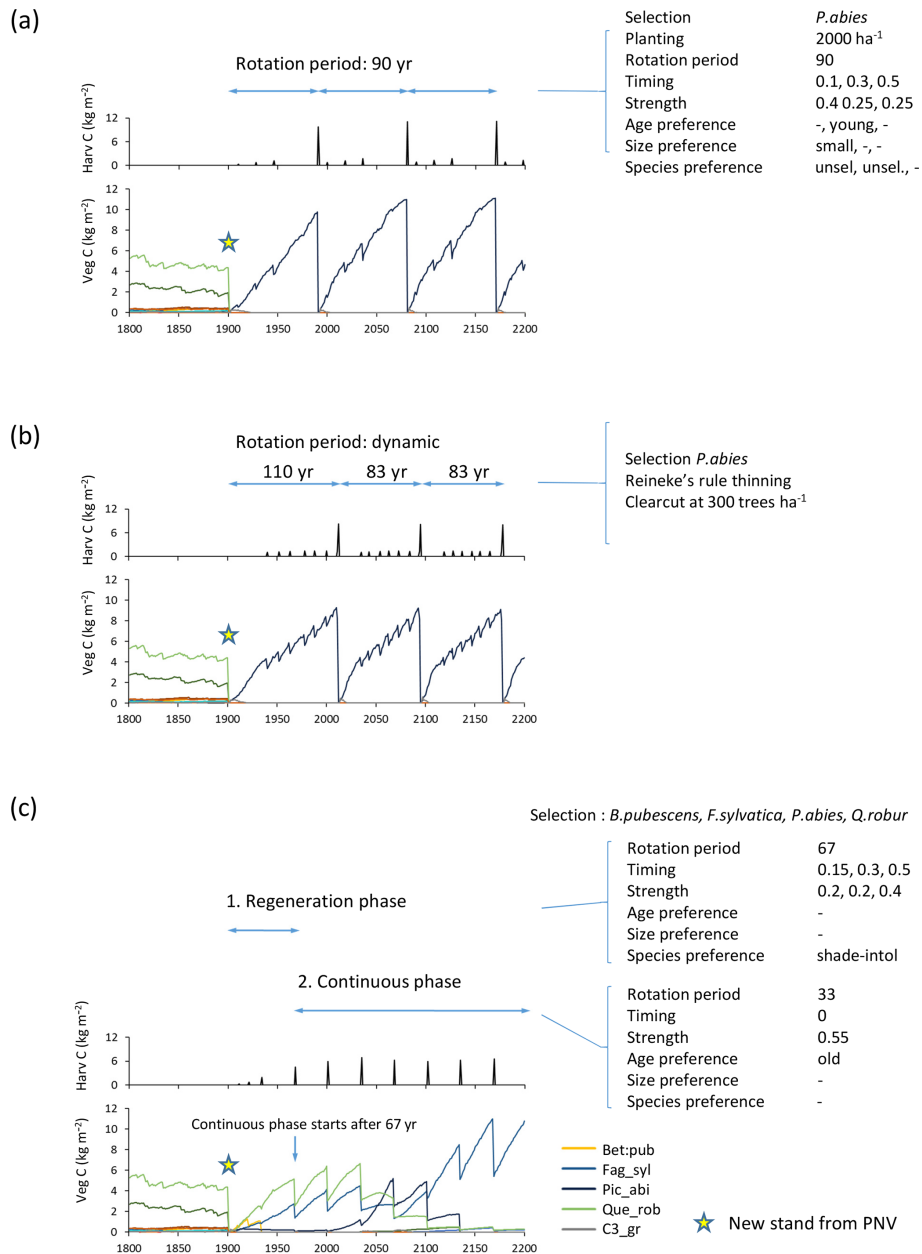 (a)
Rotation period: 90 yr
Selection P.abies
Planting 2000 ha⁻¹
Rotation period 90
Timing 0.1, 0.3, 0.5
Strength 0.4 0.25, 0.25
Age preference -, young, -
Size preference small, -, -
Species preference unsel, unsel., -
Harv C (kg m⁻²)
12
6
0
Veg C (kg m⁻²)
12
10
8
6
4
2
0
1800 1850 1900 1950 2000 2050 2100 2150 2200
(b)
Rotation period: dynamic
110 yr 83 yr 83 yr
Selection P.abies
Reineke's rule thinning
Clearcut at 300 trees ha⁻¹
Harv C (kg m⁻²)
12
6
0
Veg C (kg m⁻²)
12
10
8
6
4
2
0
1800 1850 1900 1950 2000 2050 2100 2150 2200
(c)
Selection : B.pubescens, F.sylvatica, P.abies, Q.robur
1. Regeneration phase
Rotation period 67
Timing 0.15, 0.3, 0.5
Strength 0.2, 0.2, 0.4
Age preference -
Size preference -
Species preference shade-intol
2. Continuous phase
Rotation period 33
Timing 0
Strength 0.55
Age preference old
Size preference -
Species preference -
Harv C (kg m⁻²)
12
6
0
Veg C (kg m⁻²)
12
10
8
6
4
2
0
Continuous phase starts after 67 yr
1800 1850 1900 1950 2000 2050 2100 2150 2200
Bet:pub
Fag_syl
Pic_abi
Que_rob
C3_gr
New stand from PNV